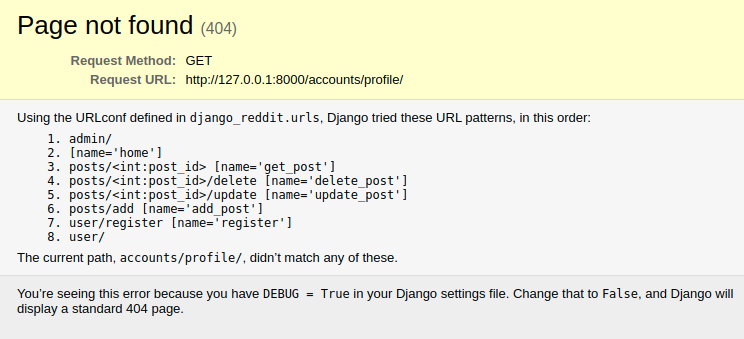 Page not found (404)
Request Method: GET
Request URL: http://127.0.0.1:8000/accounts/profile/
Using the URLconf defined in django_reddit.urls, Django tried these URL patterns, in this order:
1. admin/
2. [name='home']
3. posts/<int:post_id> [name='get_post']
4. posts/<int:post_id>/delete [name='delete_post']
5. posts/<int:post_id>/update [name='update_post']
6. posts/add [name='add_post']
7. user/register [name='register']
8. user/
The current path, accounts/profile/, didn’t match any of these.
You’re seeing this error because you have DEBUG = True in your Django settings file. Change that to False, and Django will
display a standard 404 page.